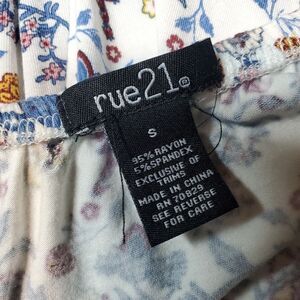 rue21®
S
95% RAYON
5% SPANDEX
EXCLUSIVE OF
TRIMS
MADE IN CHINA
RN 70829
SEE REVERSE
FOR CARE